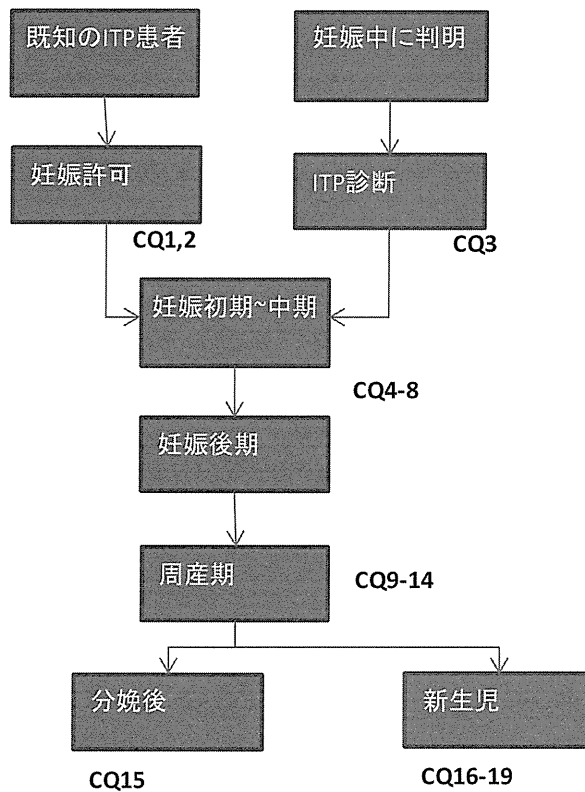 既知のITP患者
妊娠中に判明
妊娠許可
ITP診断
CQ1,2
CQ3
妊娠初期~中期
CQ4-8
妊娠後期
周産期
CQ9-14
分娩後
新生児
CQ15
CQ16-19